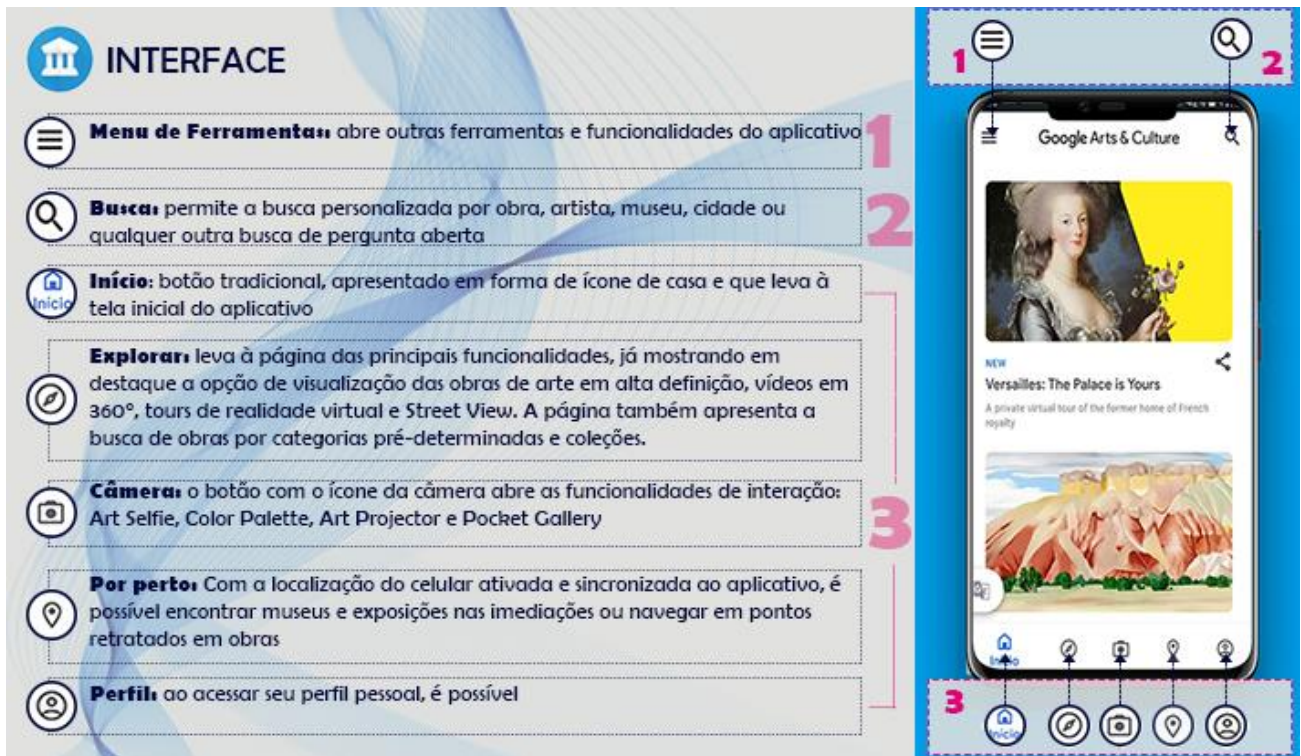 INTERFACE
Menu de Ferramentas: abre outras ferramentas e funcionalidades do aplicativo
1
Busca: permite a busca personalizada por obra, artista, museu, cidade ou
qualquer outra busca de pergunta aberta
2
Início
Início: botão tradicional, apresentado em forma de ícone de casa e que leva à
tela inicial do aplicativo
Explorar: leva à página das principais funcionalidades, já mostrando em
destaque a opção de visualização das obras de arte em alta definição, vídeos em
360°, tours de realidade virtual e Street View. A página também apresenta a
busca de obras por categorias pré-determinadas e coleções.
Câmera: o botão com o ícone da câmera abre as funcionalidades de interação:
Art Selfie, Color Palette, Art Projector e Pocket Gallery
3
Por perto: Com a localização do celular ativada e sincronizada ao aplicativo, é
possível encontrar museus e exposições nas imediações ou navegar em pontos
retratados em obras
Perfil: ao acessar seu perfil pessoal, é possível
1
2
Google Arts & Culture
NEW
Versailles: The Palace is Yours
A private virtual tour of the former home of French
royalty
Início
3
Início